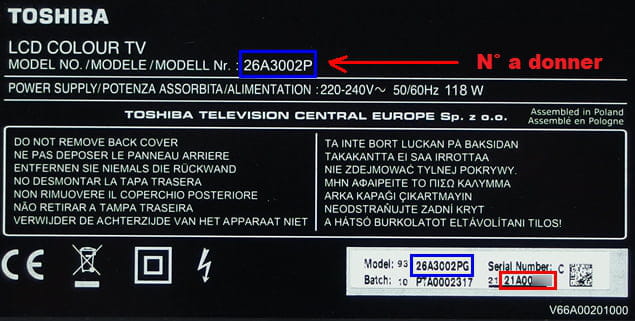 TOSHIBA
LCD COLOUR TV
MODEL NO./MODELE/MODELL Nr. : 26A3002P
N° a donner
POWER SUPPLY/POTENZA ASSORBITA/ALIMENTATION : 220-240V~ 50/60Hz 118 W
TOSHIBA TELEVISION CENTRAL EUROPE Sp. z o.o.
Assembled in Poland
Assemblé en Pologne
DO NOT REMOVE BACK COVER
NE PAS DEPOSER LE PANNEAU ARRIERE
ENTFERNEN SIE NIEMALS DIE RÜCKWAND
NO DESMONTAR LA TAPA TRASERA
NON RIMUOVERE IL COPERCHIO POSTERIORE
NÃO RETIRAR A TAMPA TRASEIRA
VERWIJDER DE ACHTERZIJDE VAN HET APPARAAT NIET
TA INTE BORT LUCKAN PÅ BAKSIDAN
TAKAKANTTA EI SAA IRROTTAA
NIE ZDEJMOWAĆ TYLNEJ POKRYWY.
ΜΗΝ ΑΦΑΙΡΕΙΤΕ ΤΟ ΠΙΣΩ ΚΑΛΥΜΜΑ
ARKA KAPAĞI ÇIKARTMAYIN
NEODSTRAŇUJTE ZADNÍ KRYT
A HÁTSÓ BURKOLATOT ELTÁVOLÍTANI TILOS!
CE
Model: 93 26A3002PG
Serial Number: C
Batch: 10 PTA0002317
21 21A00
V66A00201000